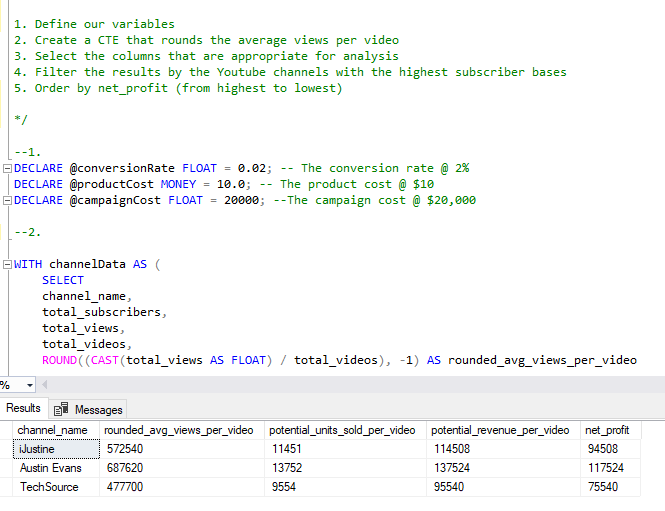 1. Define our variables
2. Create a CTE that rounds the average views per video
3. Select the columns that are appropriate for analysis
4. Filter the results by the Youtube channels with the highest subscriber bases
5. Order by net_profit (from highest to lowest)
*/
--1.
DECLARE @conversionRate FLOAT = 0.02; -- The conversion rate @ 2%
DECLARE @productCost MONEY = 10.0; -- The product cost @ $10
DECLARE @campaignCost FLOAT = 20000; --The campaign cost @ $20,000
--2.
WITH channelData AS (
SELECT
channel_name,
total_subscribers,
total_views,
total_videos,
ROUND((CAST(total_views AS FLOAT) / total_videos), -1) AS rounded_avg_views_per_video
%
Results Messages
channel_name rounded_avg_views_per_video potential_units_sold_per_video potential_revenue_per_video net_profit
iJustine 572540 11451 114508 94508
Austin Evans 687620 13752 137524 117524
TechSource 477700 9554 95540 75540